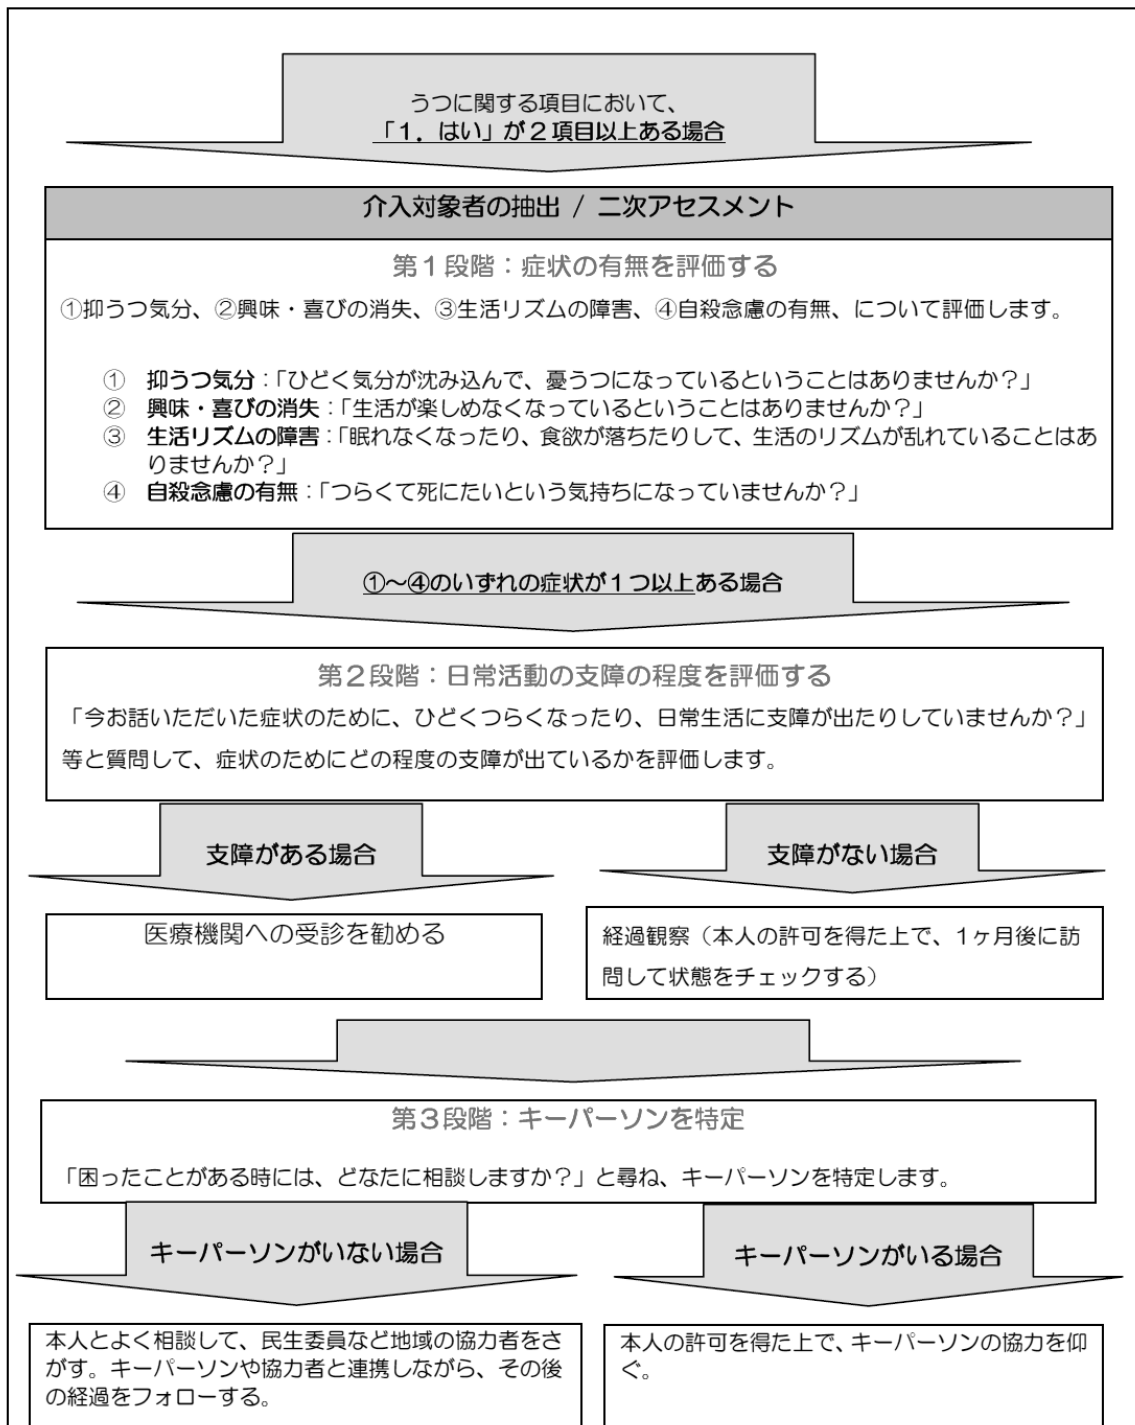 うつに関する項目において、
「1．はい」が2項目以上ある場合
介入対象者の抽出 / 二次アセスメント
第1段階：症状の有無を評価する
①抑うつ気分、②興味・喜びの消失、③生活リズムの障害、④自殺念慮の有無、について評価します。
① 抑うつ気分：「ひどく気分が沈み込んで、憂うつになっているということはありませんか？」
② 興味・喜びの消失：「生活が楽しめなくなっているということはありませんか？」
③ 生活リズムの障害：「眠れなくなったり、食欲が落ちたりして、生活のリズムが乱れていることはあ
りませんか？」
④ 自殺念慮の有無：「つらくて死にたいという気持ちになっていませんか？」
①～④のいずれの症状が1つ以上ある場合
第2段階：日常活動の支障の程度を評価する
「今お話いただいた症状のために、ひどくつらくなったり、日常生活に支障が出たりしていませんか？」
等と質問して、症状のためにどの程度の支障が出ているかを評価します。
支障がある場合
支障がない場合
医療機関への受診を勧める
経過観察（本人の許可を得た上で、1ヶ月後に訪
問して状態をチェックする）
第3段階：キーパーソンを特定
「困ったことがある時には、どなたに相談しますか？」と尋ね、キーパーソンを特定します。
キーパーソンがいない場合
キーパーソンがいる場合
本人とよく相談して、民生委員など地域の協力者をさ
がす。キーパーソンや協力者と連携しながら、その後
の経過をフォローする。
本人の許可を得た上で、キーパーソンの協力を仰
ぐ。